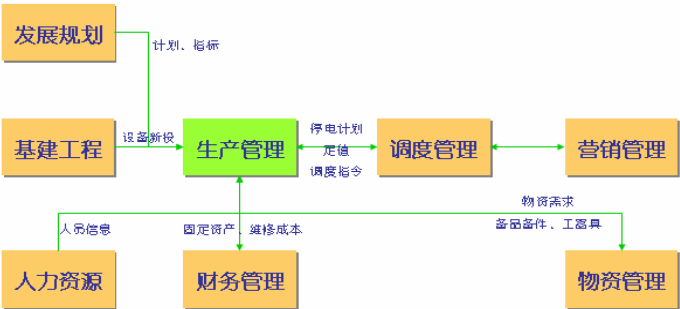 发展规划
计划、指标
基建工程
设备新投
生产管理
停电计划
定值
调度指令
调度管理
营销管理
人员信息
固定资产、维修成本
物资需求
备品备件、工器具
人力资源
财务管理
物资管理